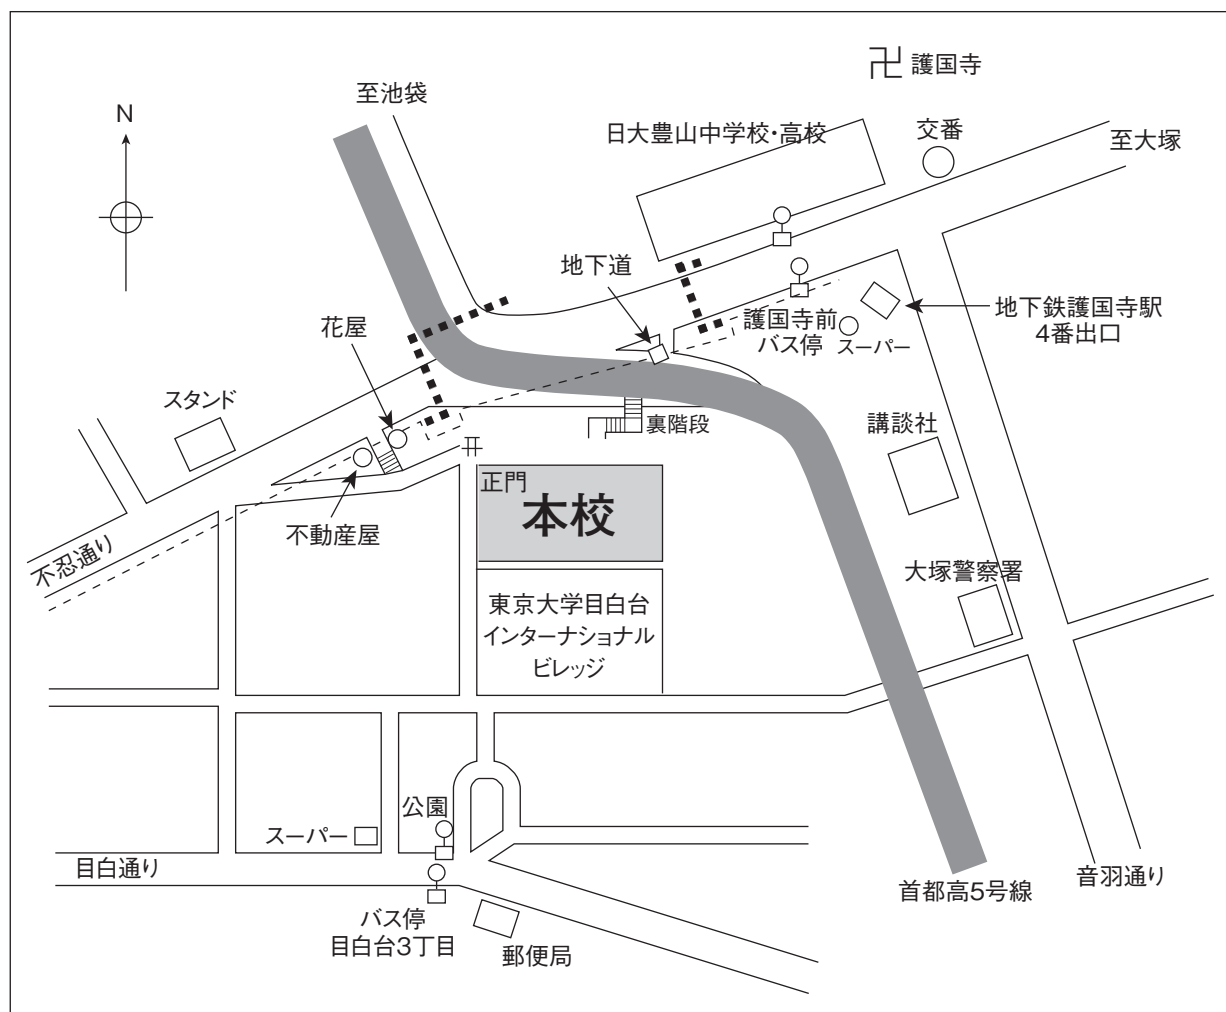 卍 護国寺
至池袋
N
日大豊山中学校・高校
交番
至大塚
地下道
花屋
護国寺前
バス停
スーパー
地下鉄護国寺駅
4番出口
スタンド
裏階段
講談社
正門
本校
不動産屋
不忍通り
大塚警察署
東京大学目白台
インターナショナル
ビレッジ
公園
スーパー
目白通り
バス停
目白台3丁目
郵便局
首都高5号線
音羽通り